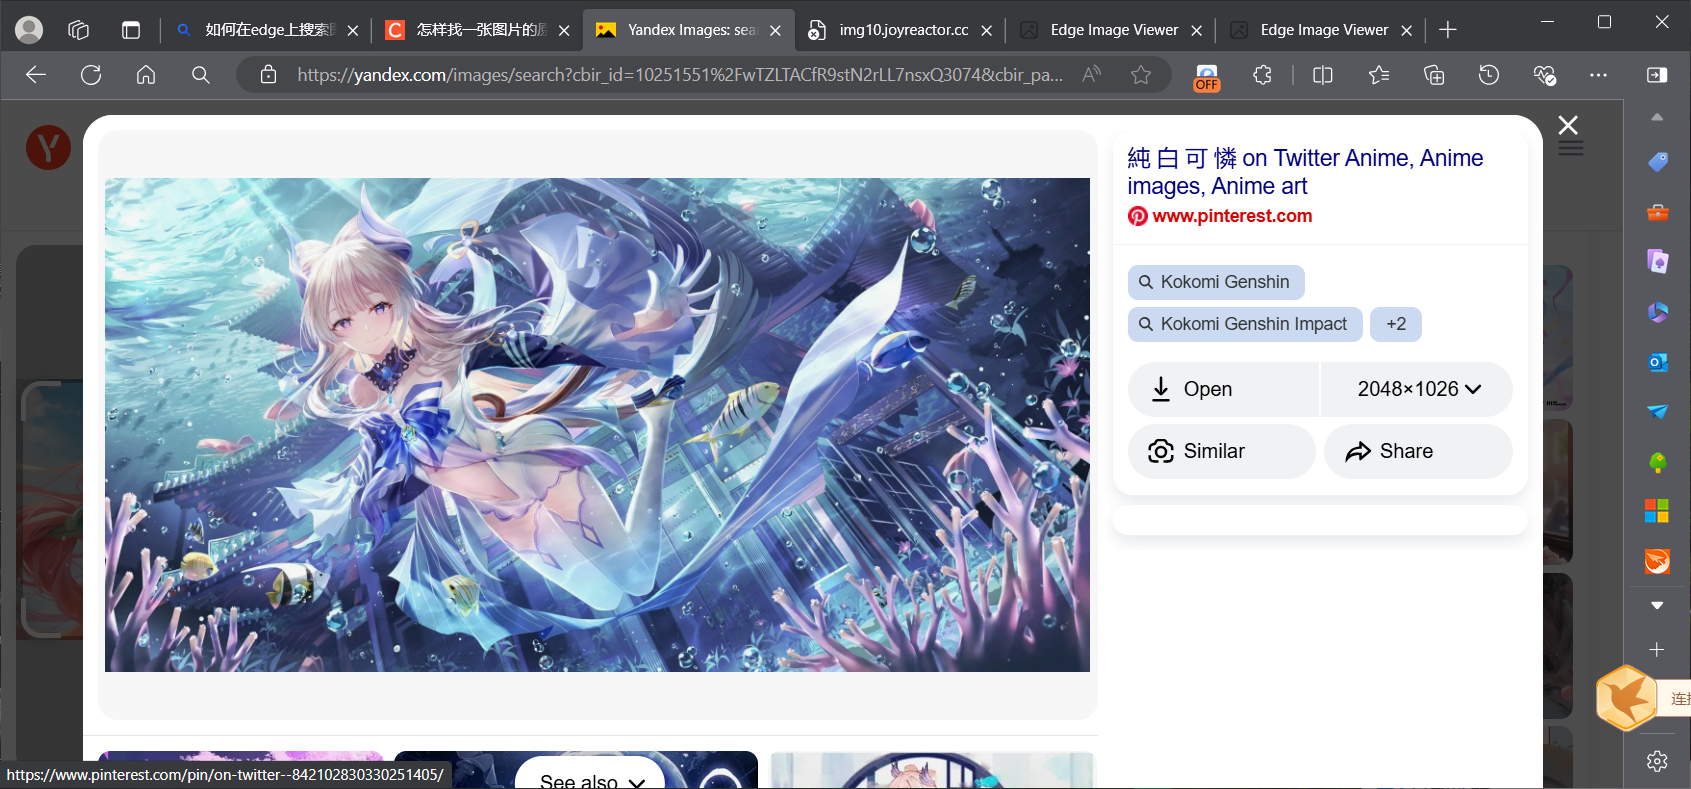 如何在edge上搜索
怎样找一张图片的
Yandex Images: sea
img10.joyreactor.cc
Edge Image Viewer
Edge Image Viewer
https://yandex.com/images/search?cbir_id=10251551%2FwTZLTACfR9stN2rLL7nsxQ3074&cbir_pa...
OFF
Y
純 白 可 憐 on Twitter Anime, Anime
images, Anime art
www.pinterest.com
Kokomi Genshin
Kokomi Genshin Impact
+2
Open
2048×1026
Similar
Share
See also
https://www.pinterest.com/pin/on-twitter--842102830330251405/